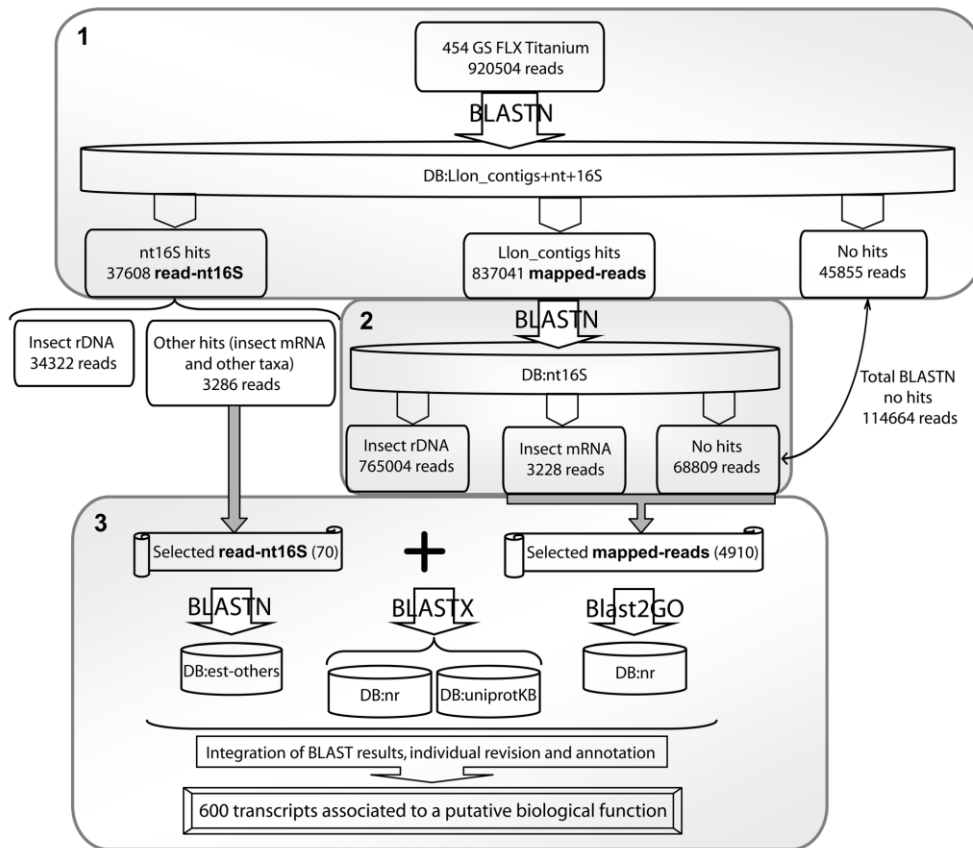 1
454 GS FLX Titanium
920504 reads
BLASTN
DB:Llon_contigs+nt+16S
nt16S hits
37608 read-nt16S
Llon_contigs hits
837041 mapped-reads
No hits
45855 reads
Insect rDNA
34322 reads
Other hits (insect mRNA
and other taxa)
3286 reads
2
BLASTN
DB:nt16S
Insect rDNA
765004 reads
Insect mRNA
3228 reads
No hits
68809 reads
Total BLASTN
no hits
114664 reads
3
Selected read-nt16S (70)
+
Selected mapped-reads (4910)
BLASTN
DB:est-others
BLASTX
DB:nr
DB:uniprotKB
Blast2GO
DB:nr
Integration of BLAST results, individual revision and annotation
600 transcripts associated to a putative biological function